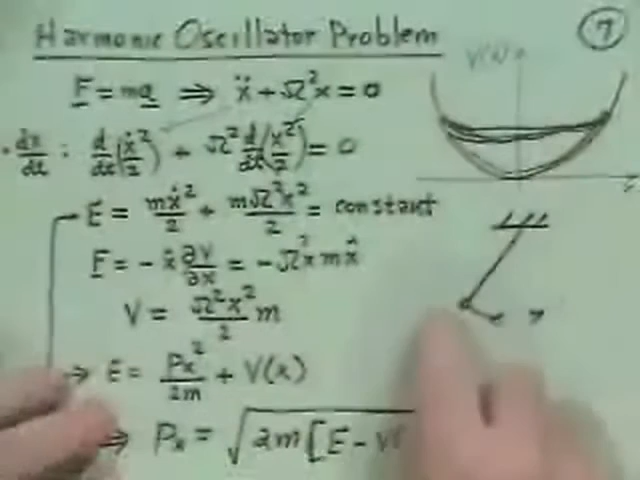 Harmonic Oscillator Problem
7
V(x)
F = ma ⇒ ẍ + Ω²x = 0
· dx/dt : d/dt(ẋ²/2) + Ω² d/dt(x²/2) = 0
E = mẋ²/2 + mΩ²x²/2 = constant
F = -x̂ ∂V/∂x = -Ω²x m x̂
V = Ω²x²/2 m
⇒ E = Px²/2m + V(x)
⇒ Px = √2m[E - V(